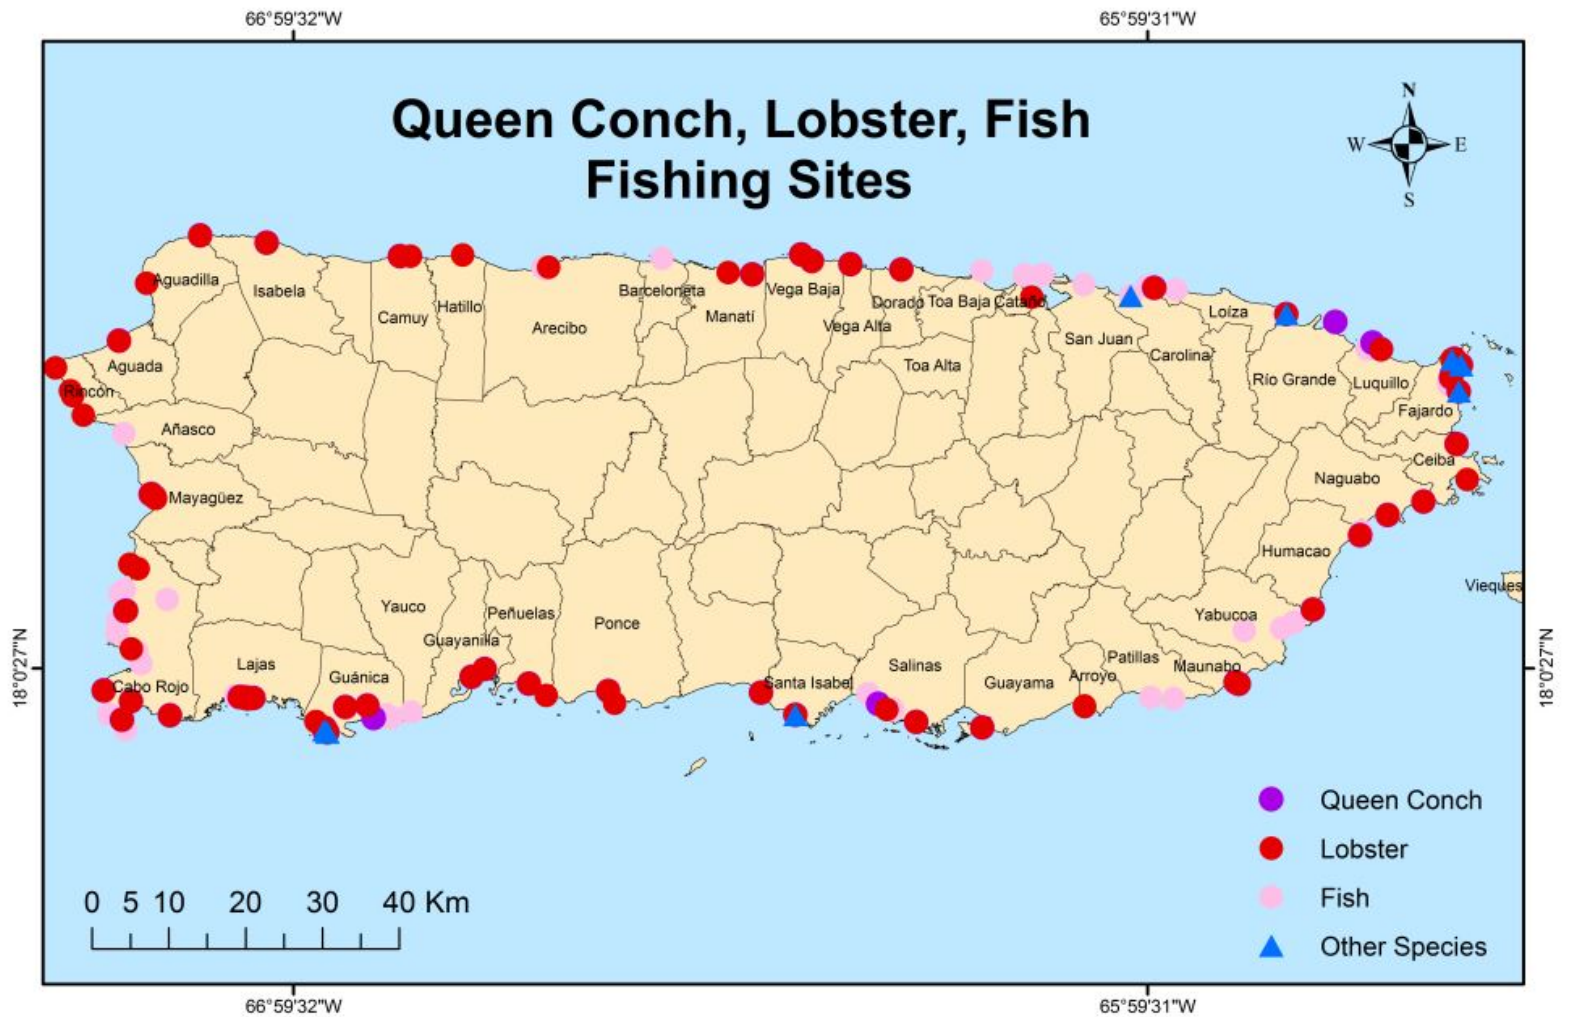 66°59'32"W 65°59'31"W
Queen Conch, Lobster, Fish
Fishing Sites
N
W E
S
Aguadilla
Isabela
Camuy
Hatillo
Arecibo
Barceloneta
Manatí
Vega Baja
Vega Alta
Dorado
Toa Baja
Cataño
Toa Alta
San Juan
Carolina
Loíza
Río Grande
Luquillo
Fajardo
Ceiba
Naguabo
Humacao
Vieques
Yabucoa
Maunabo
Patillas
Arroyo
Guayama
Salinas
Santa Isabel
Ponce
Peñuelas
Guayanilla
Yauco
Guánica
Lajas
Cabo Rojo
Mayagüez
Añasco
Rincón
Aguada
18°0'27"N 18°0'27"N
Queen Conch
Lobster
Fish
Other Species
0 5 10 20 30 40 Km
66°59'32"W 65°59'31"W